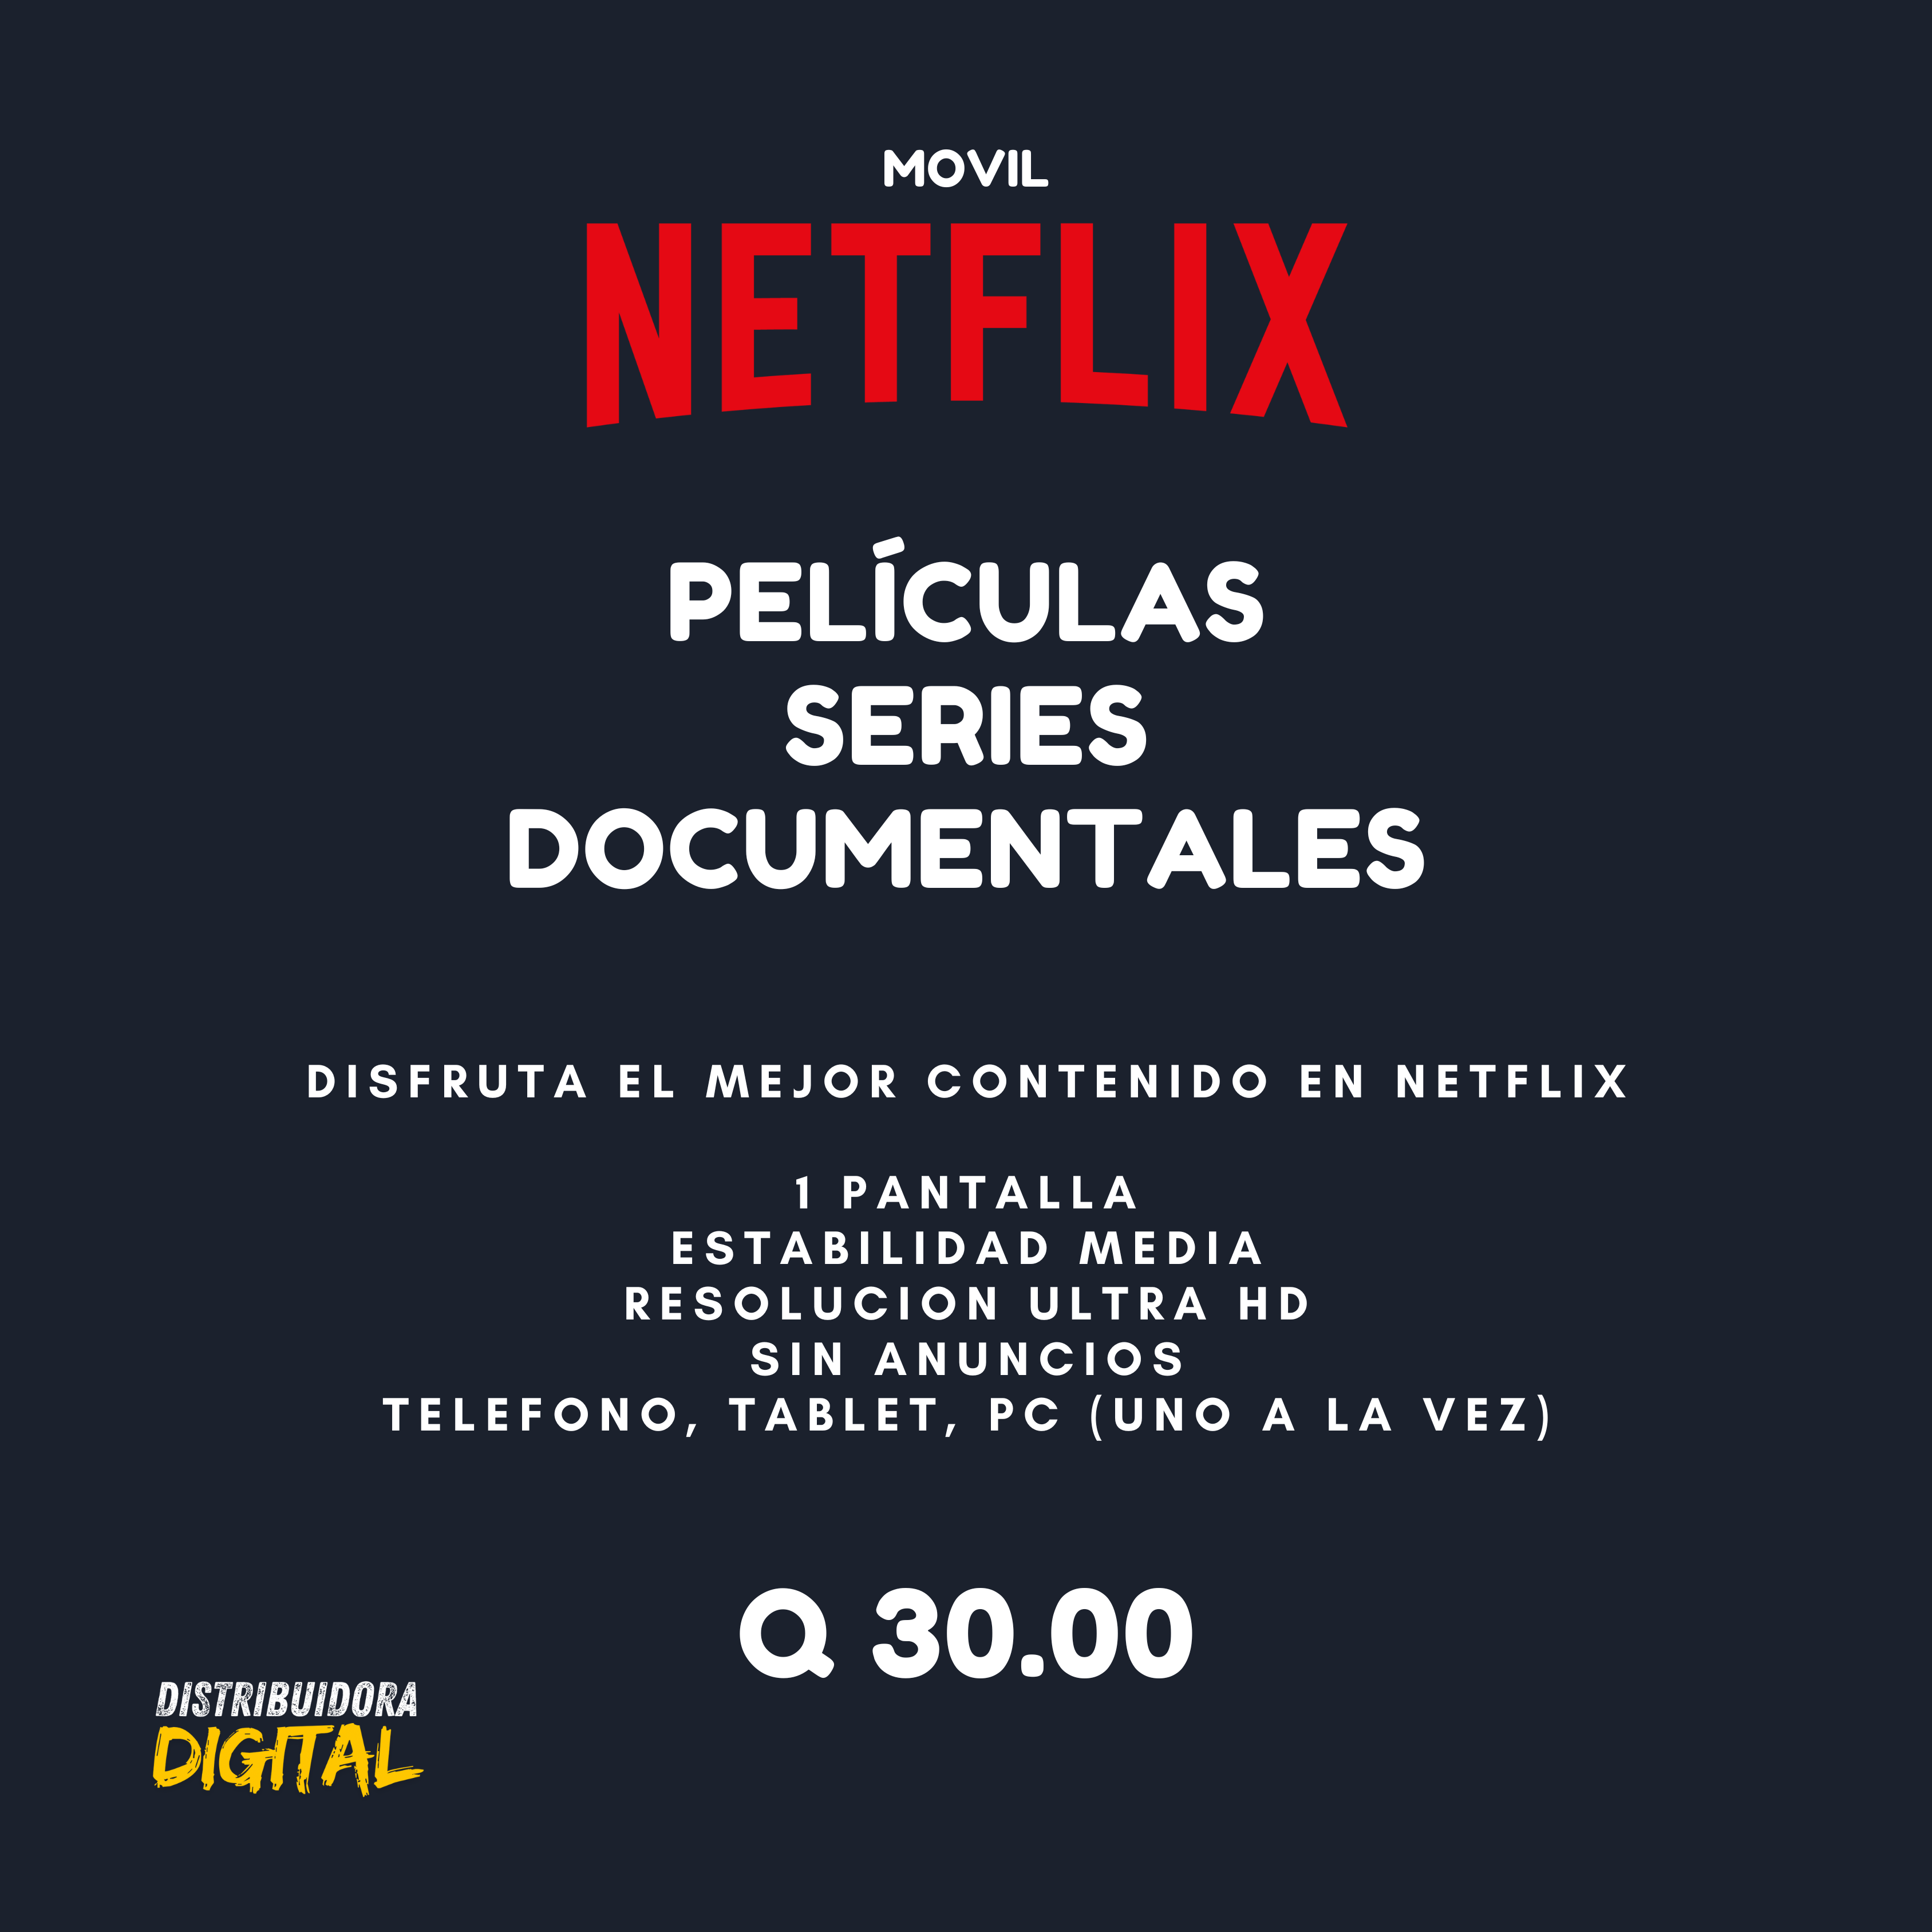 MOVIL
NETFLIX
PELÍCULAS
SERIES
DOCUMENTALES
DISFRUTA EL MEJOR CONTENIDO EN NETFLIX
1 PANTALLA
ESTABILIDAD MEDIA
RESOLUCION ULTRA HD
SIN ANUNCIOS
TELEFONO, TABLET, PC (UNO A LA VEZ)
Q 30.00
DISTRIBUIDORA
DIGITAL